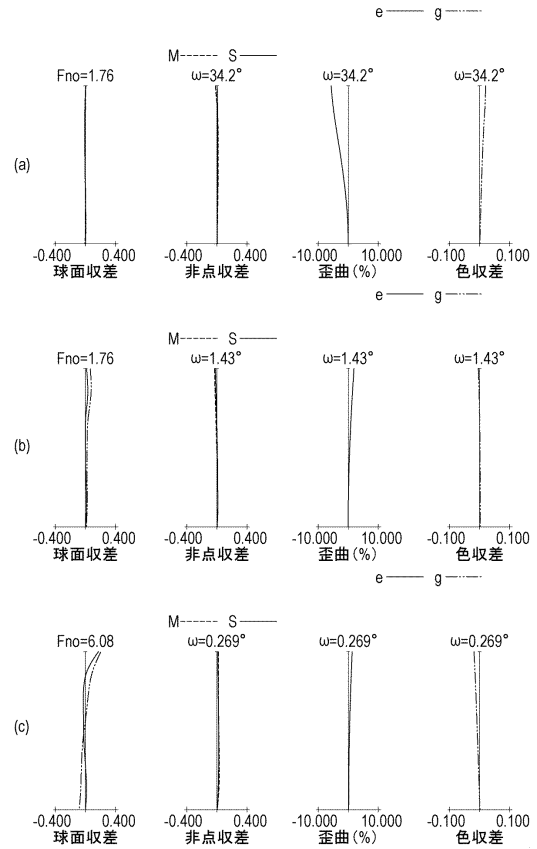 e g
M S
Fno=1.76 ω=34.2° ω=34.2° ω=34.2°
(a)
-0.400 0.400 -0.400 0.400 -10.000 10.000 -0.100 0.100
球面収差 非点収差 歪曲(%) 色収差
e g
M S
Fno=1.76 ω=1.43° ω=1.43° ω=1.43°
(b)
-0.400 0.400 -0.400 0.400 -10.000 10.000 -0.100 0.100
球面収差 非点収差 歪曲(%) 色収差
e g
M S
Fno=6.08 ω=0.269° ω=0.269° ω=0.269°
(c)
-0.400 0.400 -0.400 0.400 -10.000 10.000 -0.100 0.100
球面収差 非点収差 歪曲(%) 色収差